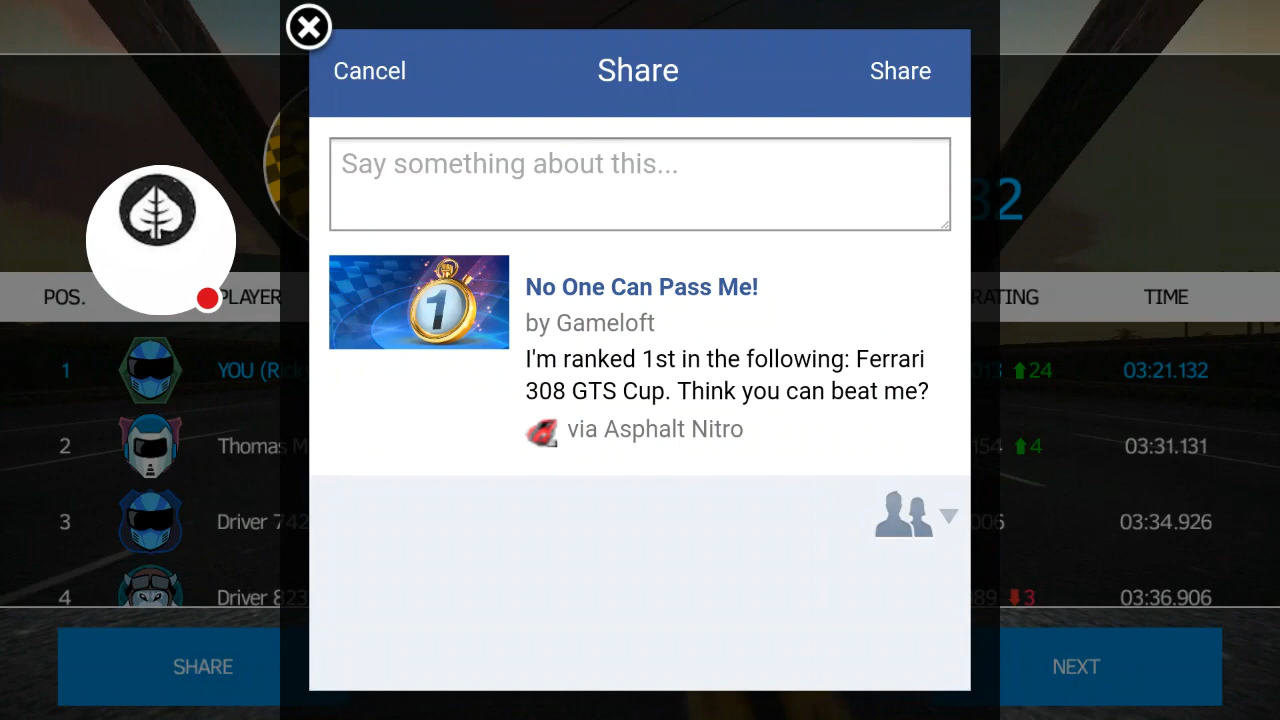 Cancel
Share
Share
Say something about this...
1
No One Can Pass Me!
by Gameloft
I'm ranked 1st in the following: Ferrari
308 GTS Cup. Think you can beat me?
via Asphalt Nitro
POS. PLAYER RATING TIME
1 YOU 24 03:21.132
2 Thomas 4 03:31.131
3 Driver 03:34.926
4 Driver 3 03:36.906
SHARE
NEXT